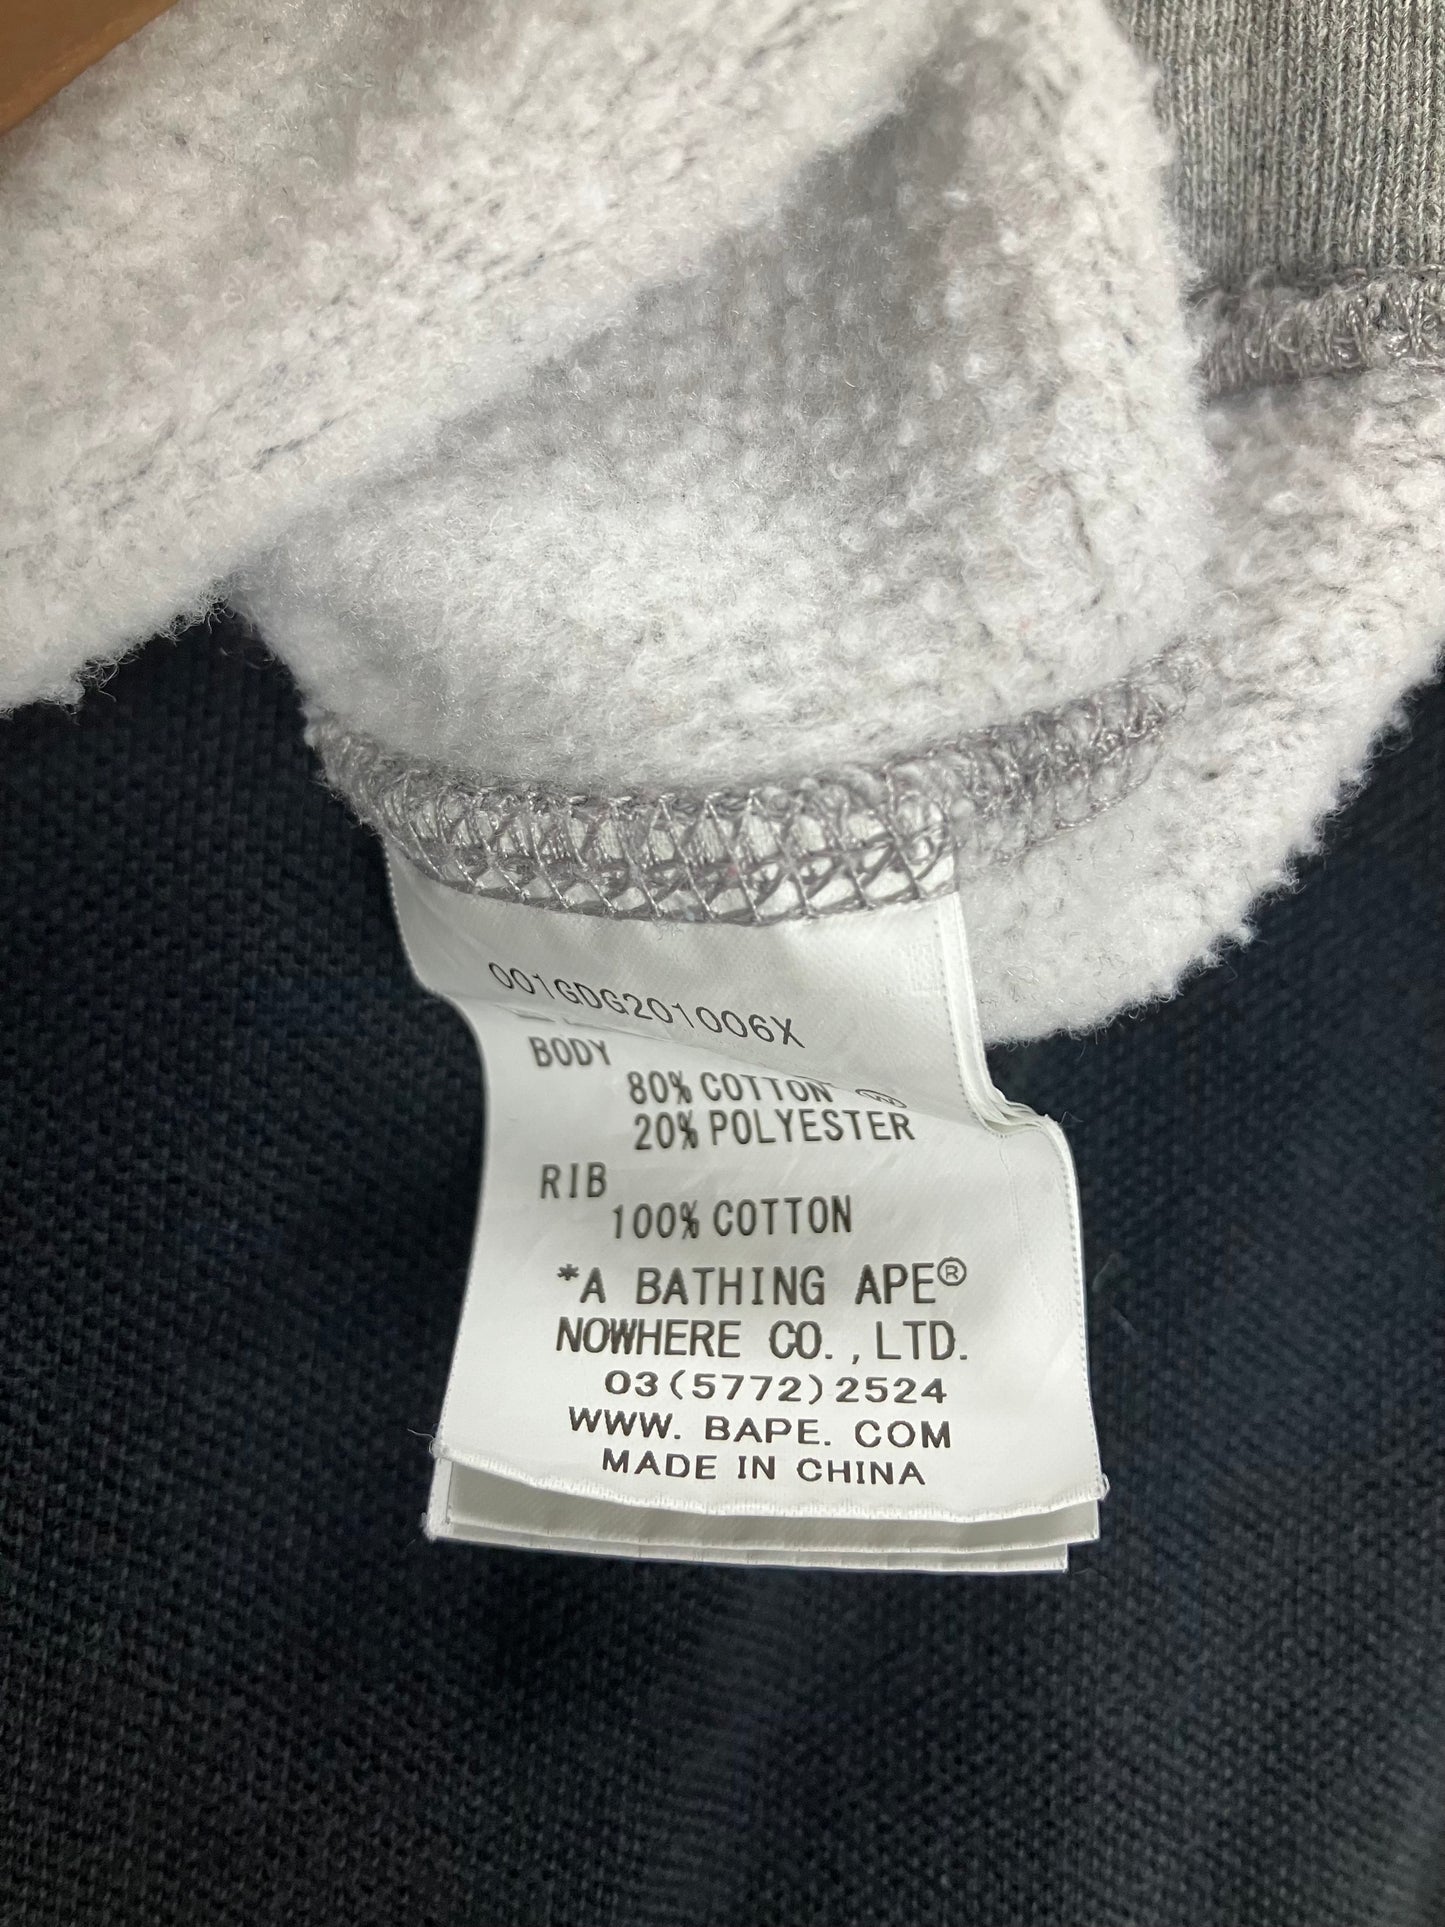 001GDG201006X
BODY
80% COTTON Ⓦ
20% POLYESTER
RIB
100% COTTON
*A BATHING APE®
NOWHERE CO.,LTD.
03(5772)2524
WWW. BAPE. COM
MADE IN CHINA